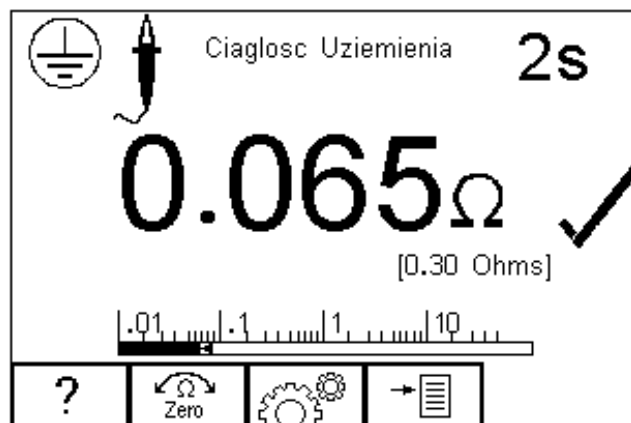 Ciaglosc Uziemienia 2s
0.065Ω
[0.30 Ohms]
.01 .1 1 10
? Ω
Zero